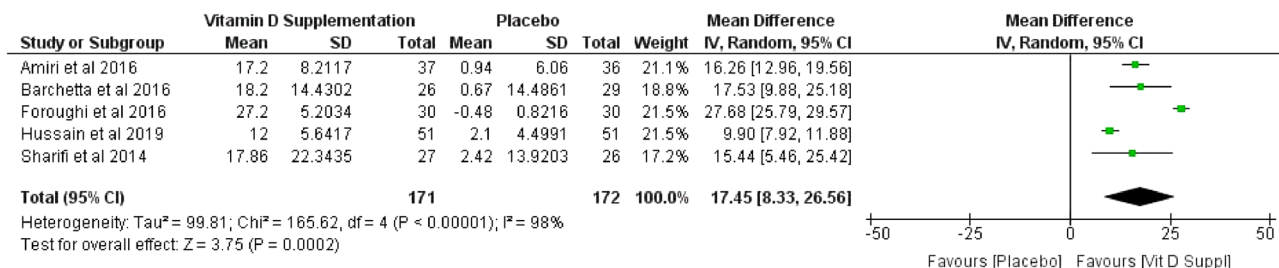 Vitamin D Supplementation Placebo Mean Difference Mean Difference
Study or Subgroup Mean SD Total Mean SD Total Weight IV, Random, 95% CI IV, Random, 95% CI
Amiri et al 2016 17.2 8.2117 37 0.94 6.06 36 21.1% 16.26 [12.96, 19.56]
Barchetta et al 2016 18.2 14.4302 26 0.67 14.4861 29 18.8% 17.53 [9.88, 25.18]
Foroughi et al 2016 27.2 5.2034 30 -0.48 0.8216 30 21.5% 27.68 [25.79, 29.57]
Hussain et al 2019 12 5.6417 51 2.1 4.4991 51 21.5% 9.90 [7.92, 11.88]
Sharifi et al 2014 17.86 22.3435 27 2.42 13.9203 26 17.2% 15.44 [5.46, 25.42]
Total (95% CI) 171 172 100.0% 17.45 [8.33, 26.56]
Heterogeneity: Tau² = 99.81; Chi² = 165.62, df = 4 (P < 0.00001); I² = 98%
Test for overall effect: Z = 3.75 (P = 0.0002)
-50 -25 0 25 50
Favours [Placebo] Favours [Vit D Suppl]